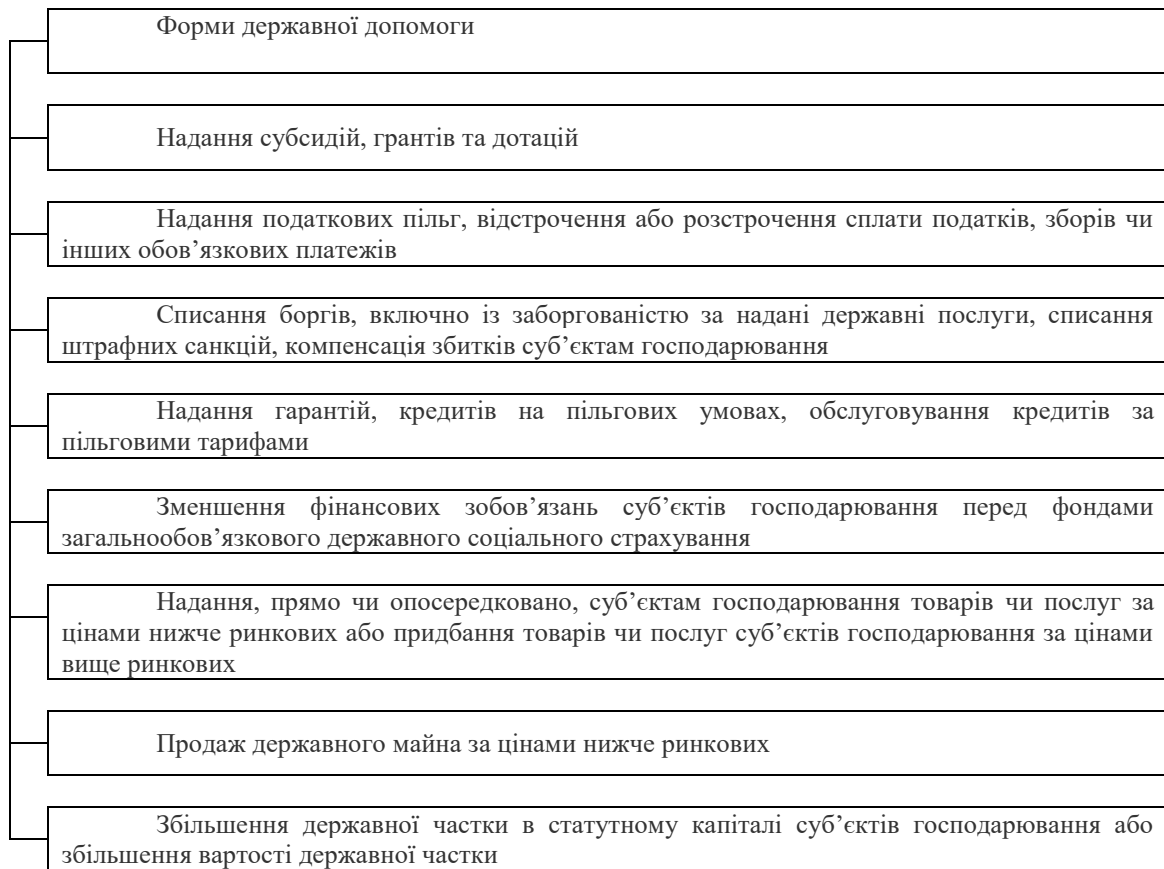 Форми державної допомоги
Надання субсидій, грантів та дотацій
Надання податкових пільг, відстрочення або розстрочення сплати податків, зборів чи
інших обов’язкових платежів
Списання боргів, включно із заборгованістю за надані державні послуги, списання
штрафних санкцій, компенсація збитків суб’єктам господарювання
Надання гарантій, кредитів на пільгових умовах, обслуговування кредитів за
пільговими тарифами
Зменшення фінансових зобов’язань суб’єктів господарювання перед фондами
загальнообов’язкового державного соціального страхування
Надання, прямо чи опосередковано, суб’єктам господарювання товарів чи послуг за
цінами нижче ринкових або придбання товарів чи послуг суб’єктів господарювання за цінами
вище ринкових
Продаж державного майна за цінами нижче ринкових
Збільшення державної частки в статутному капіталі суб’єктів господарювання або
збільшення вартості державної частки